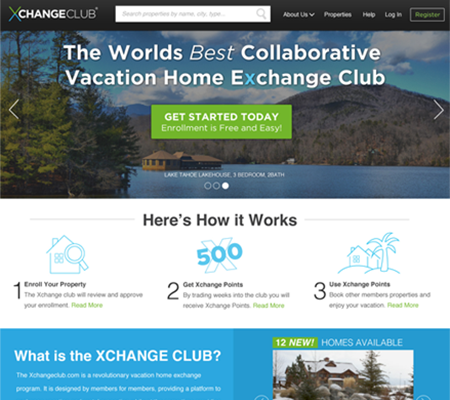 XCHANGECLUB
Search properties by name, city, type...
About Us Properties Help Log In Register
The Worlds Best Collaborative
Vacation Home Exchange Club
GET STARTED TODAY
Enrollment is Free and Easy!
LAKE TAHOE LAKEHOUSE, 3 BEDROOM, 2BATH
Here's How it Works
X 500
1 Enroll Your Property
The Xchange club will review and approve
your enrollment. Read More
2 Get Xchange Points
By trading weeks into the club you will
receive Xchange Points. Read More
3 Use Xchange Points
Book other members properties and
enjoy your vacation. Read More
What is the XCHANGE CLUB?
The Xchangeclub.com is a revolutionary vacation home exchange
program. It is designed by members for members, providing a platform to
12 NEW! HOMES AVAILABLE